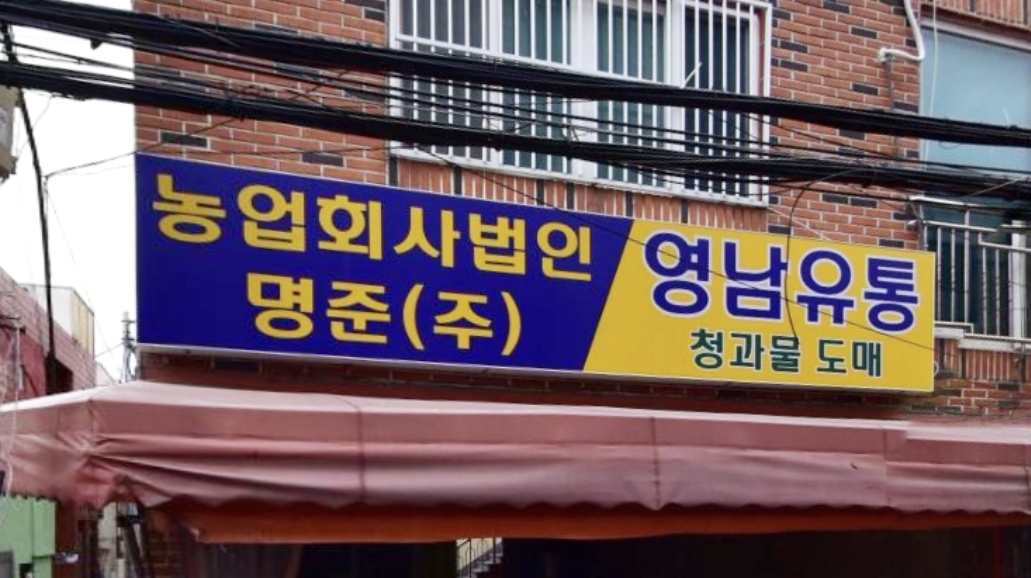 농업회사법인
명준(주)
영남유통
청과물 도매